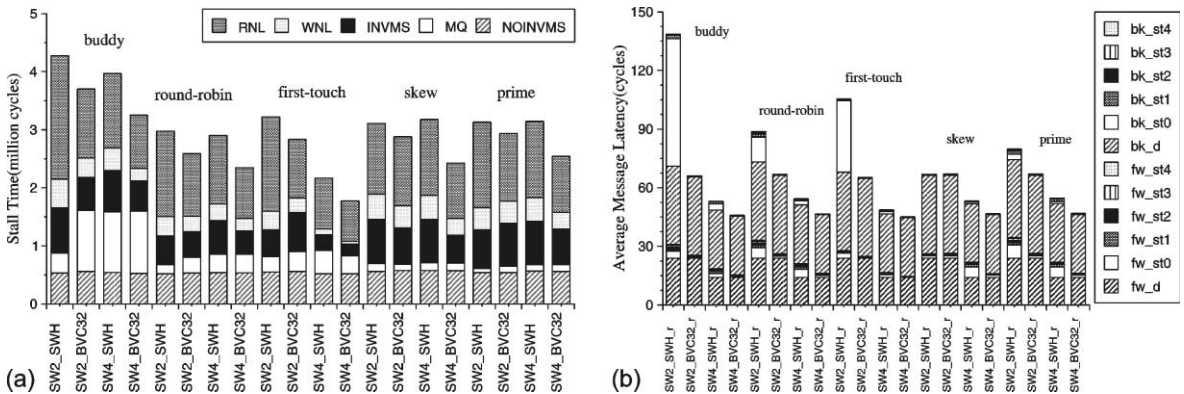 5
4
3
2
1
0
Stall Time(million cycles)
RNL WNL INVMS MQ NOINVMS
buddy
round-robin
first-touch
skew
prime
SW2_SWH
SW2_BVC32
SW4_SWH
SW4_BVC32
SW2_SWH
SW2_BVC32
SW4_SWH
SW4_BVC32
SW2_SWH
SW2_BVC32
SW4_SWH
SW4_BVC32
SW2_SWH
SW2_BVC32
SW4_SWH
SW4_BVC32
SW2_SWH
SW2_BVC32
SW4_SWH
SW4_BVC32
(a)
150
120
90
60
30
0
Average Message Latency(cycles)
buddy
round-robin
first-touch
skew
prime
SW2_SWH_r
SW2_BVC32_r
SW4_SWH_r
SW4_BVC32_r
SW2_SWH_r
SW2_BVC32_r
SW4_SWH_r
SW4_BVC32_r
SW2_SWH_r
SW2_BVC32_r
SW4_SWH_r
SW4_BVC32_r
SW2_SWH_r
SW2_BVC32_r
SW4_SWH_r
SW4_BVC32_r
SW2_SWH_r
SW2_BVC32_r
SW4_SWH_r
SW4_BVC32_r
(b)
bk_st4
bk_st3
bk_st2
bk_st1
bk_st0
bk_d
fw_st4
fw_st3
fw_st2
fw_st1
fw_st0
fw_d